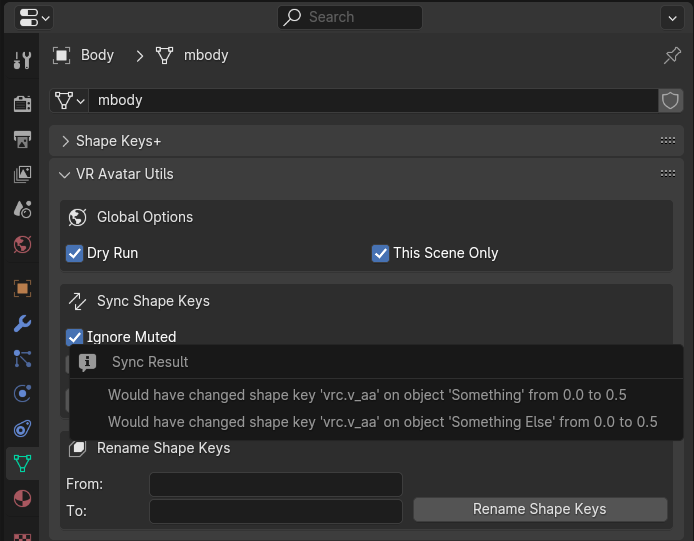 Search
Body > mbody
mbody
Shape Keys+
VR Avatar Utils
Global Options
Dry Run This Scene Only
Sync Shape Keys
Ignore Muted
Sync Result
Would have changed shape key 'vrc.v_aa' on object 'Something' from 0.0 to 0.5
Would have changed shape key 'vrc.v_aa' on object 'Something Else' from 0.0 to 0.5
Rename Shape Keys
From:
To: Rename Shape Keys